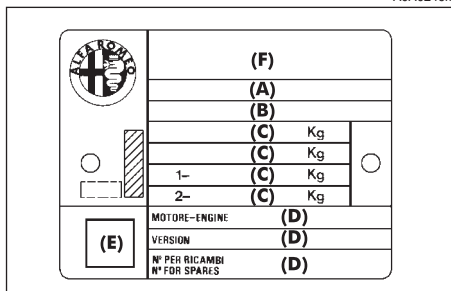 ALFA ROMEO
(F)
(A)
(B)
(C) Kg
(C) Kg
1- (C) Kg
2- (C) Kg
MOTORE-ENGINE (D)
(E)
VERSION (D)
N° PER RICAMBI
N° FOR SPARES (D)